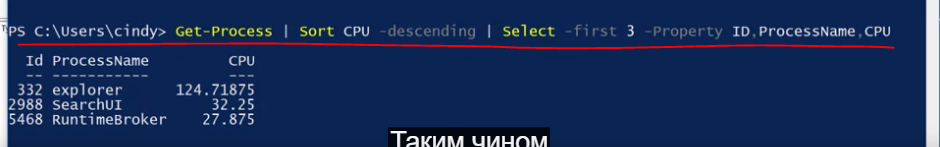 PS C:\Users\cindy> Get-Process | Sort CPU -descending | Select -first 3 -Property ID,ProcessName,CPU
Id ProcessName CPU
-- ----------- ---
332 explorer 124.71875
2988 SearchUI 32.25
5468 RuntimeBroker 27.875
Таким чином